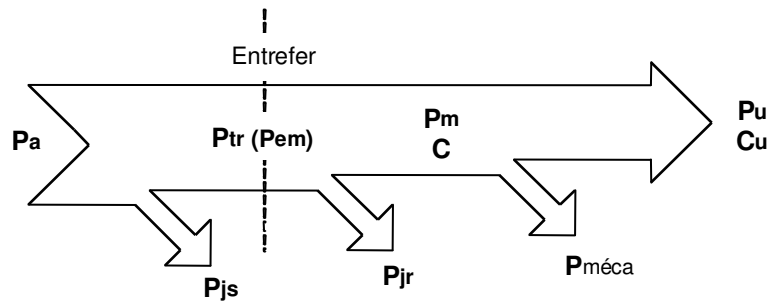 Entrefer
Pa
Ptr (Pem)
Pm
C
Pu
Cu
Pjs
Pjr
Pméca